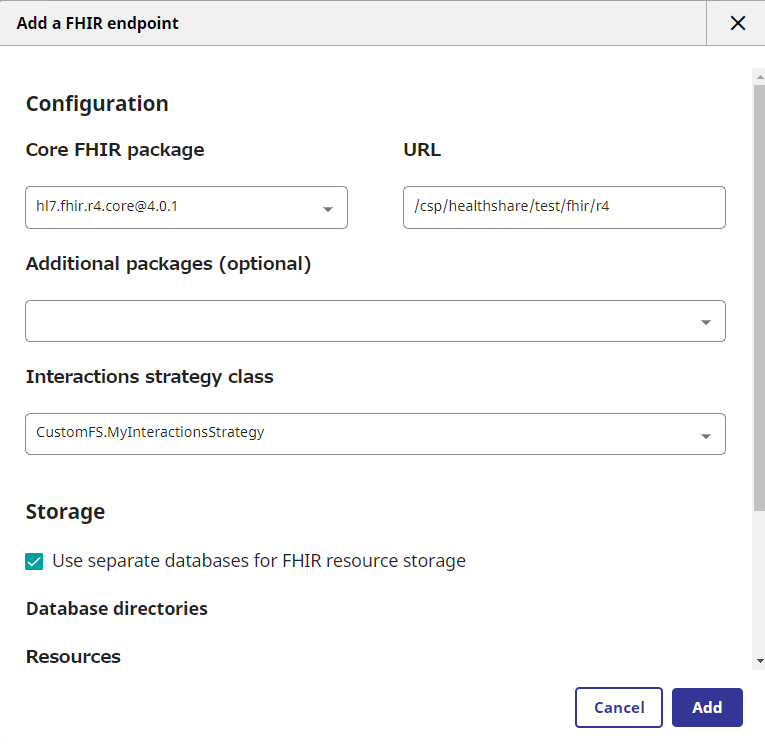 Add a FHIR endpoint
Configuration
Core FHIR package
URL
hl7.fhir.r4.core@4.0.1
/csp/healthshare/test/fhir/r4
Additional packages (optional)
Interactions strategy class
CustomFS.MyInteractionsStrategy
Storage
Use separate databases for FHIR resource storage
Database directories
Resources
Cancel
Add